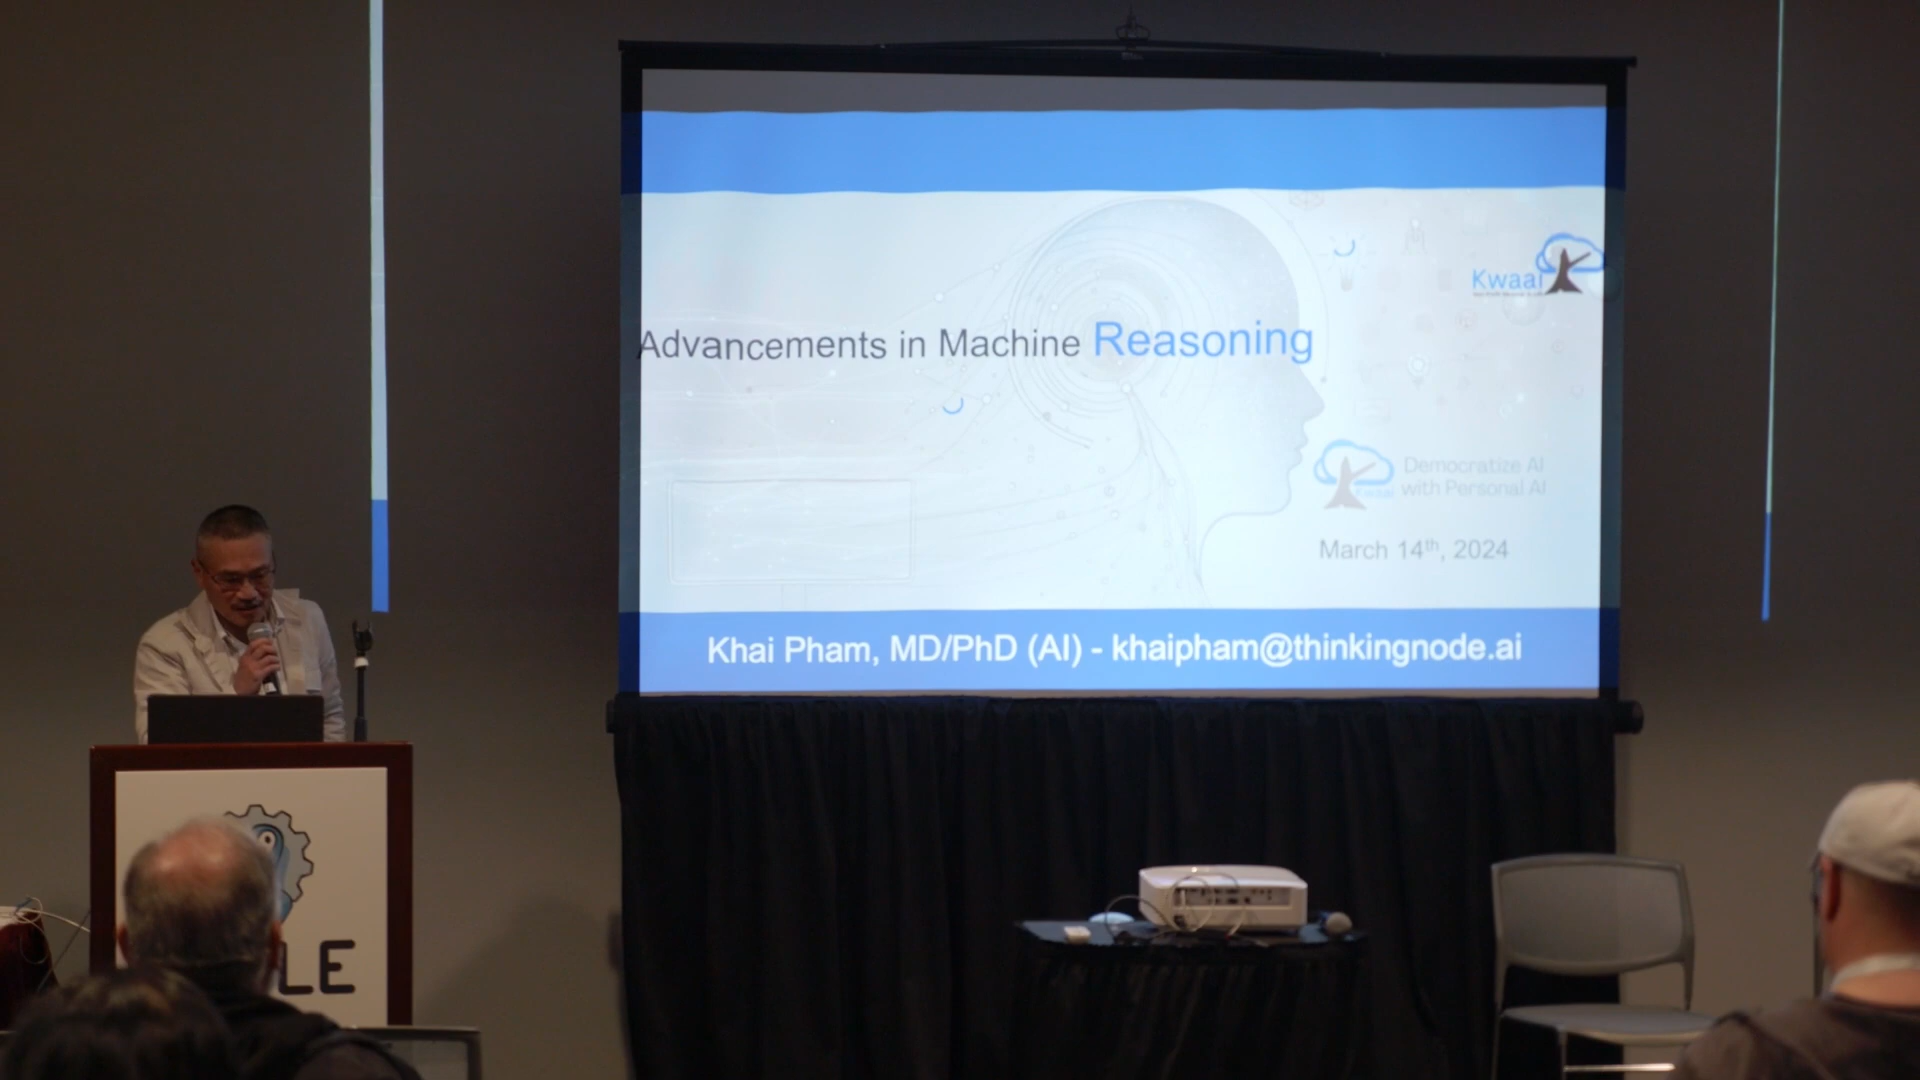 Kwaai
Advancements in Machine Reasoning
Democratize AI
with Personal AI
March 14th, 2024
Khai Pham, MD/PhD (AI) - khaipham@thinkingnode.ai
LE